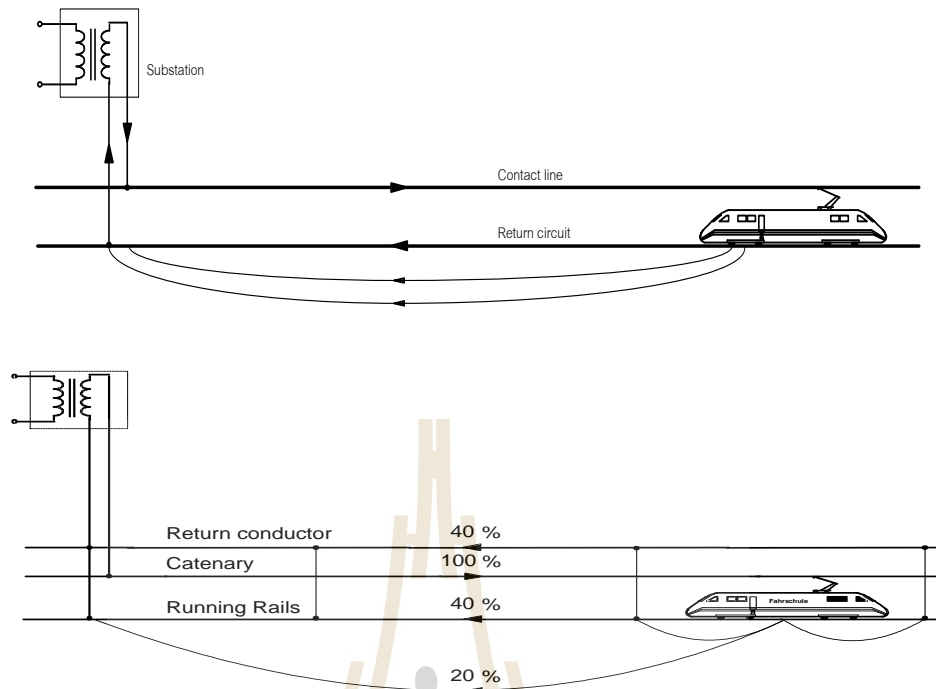 Substation
Contact line
Return circuit
Return conductor
40 %
Catenary
100 %
Running Rails
40 %
Fahrschule
20 %